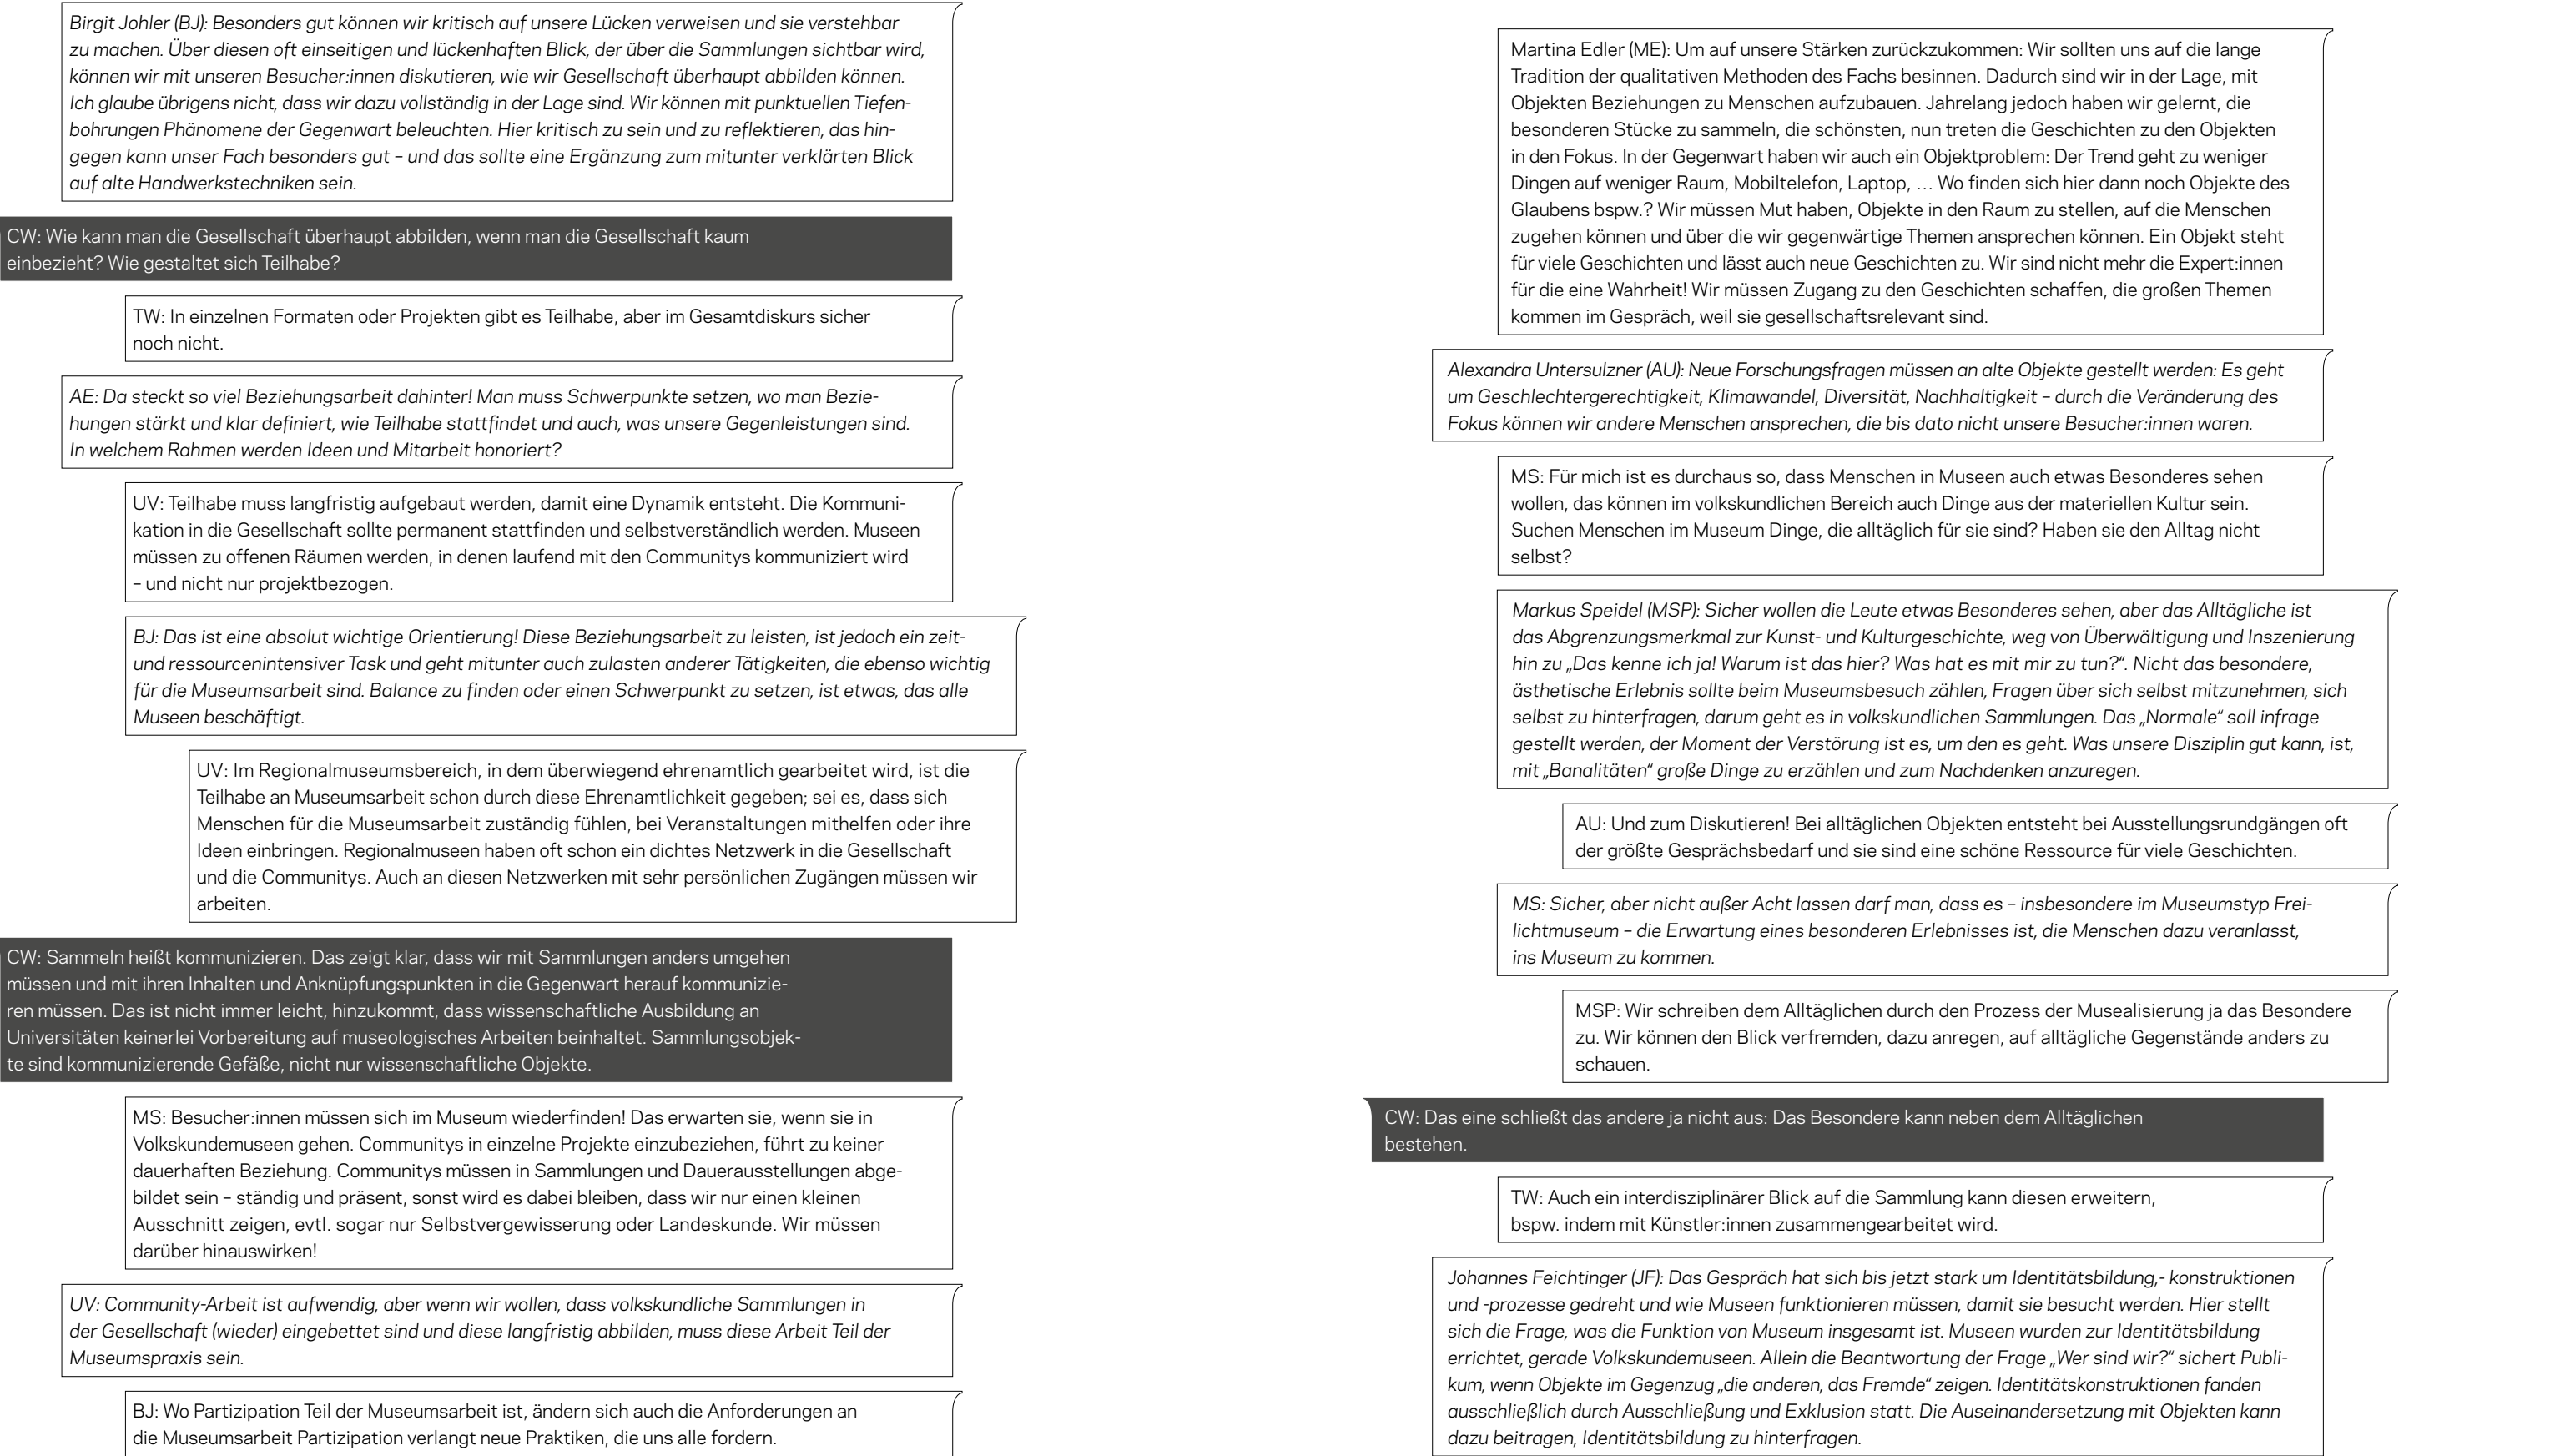 Birgit Johler (BJ): Besonders gut können wir kritisch auf unsere Lücken verweisen und sie verstehbar
zu machen. Über diesen oft einseitigen und lückenhaften Blick, der über die Sammlungen sichtbar wird,
können wir mit unseren Besucher:innen diskutieren, wie wir Gesellschaft überhaupt abbilden können.
Ich glaube übrigens nicht, dass wir dazu vollständig in der Lage sind. Wir können mit punktuellen Tiefen-
bohrungen Phänomene der Gegenwart beleuchten. Hier kritisch zu sein und zu reflektieren, das hin-
gegen kann unser Fach besonders gut – und das sollte eine Ergänzung zum mitunter verklärten Blick
auf alte Handwerkstechniken sein.
CW: Wie kann man die Gesellschaft überhaupt abbilden, wenn man die Gesellschaft kaum
einbezieht? Wie gestaltet sich Teilhabe?
TW: In einzelnen Formaten oder Projekten gibt es Teilhabe, aber im Gesamtdiskurs sicher
noch nicht.
AE: Da steckt so viel Beziehungsarbeit dahinter! Man muss Schwerpunkte setzen, wo man Bezie-
hungen stärkt und klar definiert, wie Teilhabe stattfindet und auch, was unsere Gegenleistungen sind.
In welchem Rahmen werden Ideen und Mitarbeit honoriert?
UV: Teilhabe muss langfristig aufgebaut werden, damit eine Dynamik entsteht. Die Kommuni-
kation in die Gesellschaft sollte permanent stattfinden und selbstverständlich werden. Museen
müssen zu offenen Räumen werden, in denen laufend mit den Communitys kommuniziert wird
– und nicht nur projektbezogen.
BJ: Das ist eine absolut wichtige Orientierung! Diese Beziehungsarbeit zu leisten, ist jedoch ein zeit-
und ressourcenintensiver Task und geht mitunter auch zulasten anderer Tätigkeiten, die ebenso wichtig
für die Museumsarbeit sind. Balance zu finden oder einen Schwerpunkt zu setzen, ist etwas, das alle
Museen beschäftigt.
UV: Im Regionalmuseumsbereich, in dem überwiegend ehrenamtlich gearbeitet wird, ist die
Teilhabe an Museumsarbeit schon durch diese Ehrenamtlichkeit gegeben; sei es, dass sich
Menschen für die Museumsarbeit zuständig fühlen, bei Veranstaltungen mithelfen oder ihre
Ideen einbringen. Regionalmuseen haben oft schon ein dichtes Netzwerk in die Gesellschaft
und die Communitys. Auch an diesen Netzwerken mit sehr persönlichen Zugängen müssen wir
arbeiten.
CW: Sammeln heißt kommunizieren. Das zeigt klar, dass wir mit Sammlungen anders umgehen
müssen und mit ihren Inhalten und Anknüpfungspunkten in die Gegenwart herauf kommunizie-
ren müssen. Das ist nicht immer leicht, hinzukommt, dass wissenschaftliche Ausbildung an
Universitäten keinerlei Vorbereitung auf museologisches Arbeiten beinhaltet. Sammlungsobjek-
te sind kommunizierende Gefäße, nicht nur wissenschaftliche Objekte.
MS: Besucher:innen müssen sich im Museum wiederfinden! Das erwarten sie, wenn sie in
Volkskundemuseen gehen. Communitys in einzelne Projekte einzubeziehen, führt zu keiner
dauerhaften Beziehung. Communitys müssen in Sammlungen und Dauerausstellungen abge-
bildet sein – ständig und präsent, sonst wird es dabei bleiben, dass wir nur einen kleinen
Ausschnitt zeigen, evtl. sogar nur Selbstvergewisserung oder Landeskunde. Wir müssen
darüber hinauswirken!
UV: Community-Arbeit ist aufwendig, aber wenn wir wollen, dass volkskundliche Sammlungen in
der Gesellschaft (wieder) eingebettet sind und diese langfristig abbilden, muss diese Arbeit Teil der
Museumspraxis sein.
BJ: Wo Partizipation Teil der Museumsarbeit ist, ändern sich auch die Anforderungen an
die Museumsarbeit Partizipation verlangt neue Praktiken, die uns alle fordern.
Martina Edler (ME): Um auf unsere Stärken zurückzukommen: Wir sollten uns auf die lange
Tradition der qualitativen Methoden des Fachs besinnen. Dadurch sind wir in der Lage, mit
Objekten Beziehungen zu Menschen aufzubauen. Jahrelang jedoch haben wir gelernt, die
besonderen Stücke zu sammeln, die schönsten, nun treten die Geschichten zu den Objekten
in den Fokus. In der Gegenwart haben wir auch ein Objektproblem: Der Trend geht zu weniger
Dingen auf weniger Raum, Mobiltelefon, Laptop, … Wo finden sich hier dann noch Objekte des
Glaubens bspw.? Wir müssen Mut haben, Objekte in den Raum zu stellen, auf die Menschen
zugehen können und über die wir gegenwärtige Themen ansprechen können. Ein Objekt steht
für viele Geschichten und lässt auch neue Geschichten zu. Wir sind nicht mehr die Expert:innen
für die eine Wahrheit! Wir müssen Zugang zu den Geschichten schaffen, die großen Themen
kommen im Gespräch, weil sie gesellschaftsrelevant sind.
Alexandra Untersulzner (AU): Neue Forschungsfragen müssen an alte Objekte gestellt werden: Es geht
um Geschlechtergerechtigkeit, Klimawandel, Diversität, Nachhaltigkeit – durch die Veränderung des
Fokus können wir andere Menschen ansprechen, die bis dato nicht unsere Besucher:innen waren.
MS: Für mich ist es durchaus so, dass Menschen in Museen auch etwas Besonderes sehen
wollen, das können im volkskundlichen Bereich auch Dinge aus der materiellen Kultur sein.
Suchen Menschen im Museum Dinge, die alltäglich für sie sind? Haben sie den Alltag nicht
selbst?
Markus Speidel (MSP): Sicher wollen die Leute etwas Besonderes sehen, aber das Alltägliche ist
das Abgrenzungsmerkmal zur Kunst- und Kulturgeschichte, weg von Überwältigung und Inszenierung
hin zu „Das kenne ich ja! Warum ist das hier? Was hat es mit mir zu tun?“. Nicht das besondere,
ästhetische Erlebnis sollte beim Museumsbesuch zählen, Fragen über sich selbst mitzunehmen, sich
selbst zu hinterfragen, darum geht es in volkskundlichen Sammlungen. Das „Normale“ soll infrage
gestellt werden, der Moment der Verstörung ist es, um den es geht. Was unsere Disziplin gut kann, ist,
mit „Banalitäten“ große Dinge zu erzählen und zum Nachdenken anzuregen.
AU: Und zum Diskutieren! Bei alltäglichen Objekten entsteht bei Ausstellungsrundgängen oft
der größte Gesprächsbedarf und sie sind eine schöne Ressource für viele Geschichten.
MS: Sicher, aber nicht außer Acht lassen darf man, dass es – insbesondere im Museumstyp Frei-
lichtmuseum – die Erwartung eines besonderen Erlebnisses ist, die Menschen dazu veranlasst,
ins Museum zu kommen.
MSP: Wir schreiben dem Alltäglichen durch den Prozess der Musealisierung ja das Besondere
zu. Wir können den Blick verfremden, dazu anregen, auf alltägliche Gegenstände anders zu
schauen.
CW: Das eine schließt das andere ja nicht aus: Das Besondere kann neben dem Alltäglichen
bestehen.
TW: Auch ein interdisziplinärer Blick auf die Sammlung kann diesen erweitern,
bspw. indem mit Künstler:innen zusammengearbeitet wird.
Johannes Feichtinger (JF): Das Gespräch hat sich bis jetzt stark um Identitätsbildung,- konstruktionen
und -prozesse gedreht und wie Museen funktionieren müssen, damit sie besucht werden. Hier stellt
sich die Frage, was die Funktion von Museum insgesamt ist. Museen wurden zur Identitätsbildung
errichtet, gerade Volkskundemuseen. Allein die Beantwortung der Frage „Wer sind wir?“ sichert Publi-
kum, wenn Objekte im Gegenzug „die anderen, das Fremde“ zeigen. Identitätskonstruktionen fanden
ausschließlich durch Ausschließung und Exklusion statt. Die Auseinandersetzung mit Objekten kann
dazu beitragen, Identitätsbildung zu hinterfragen.